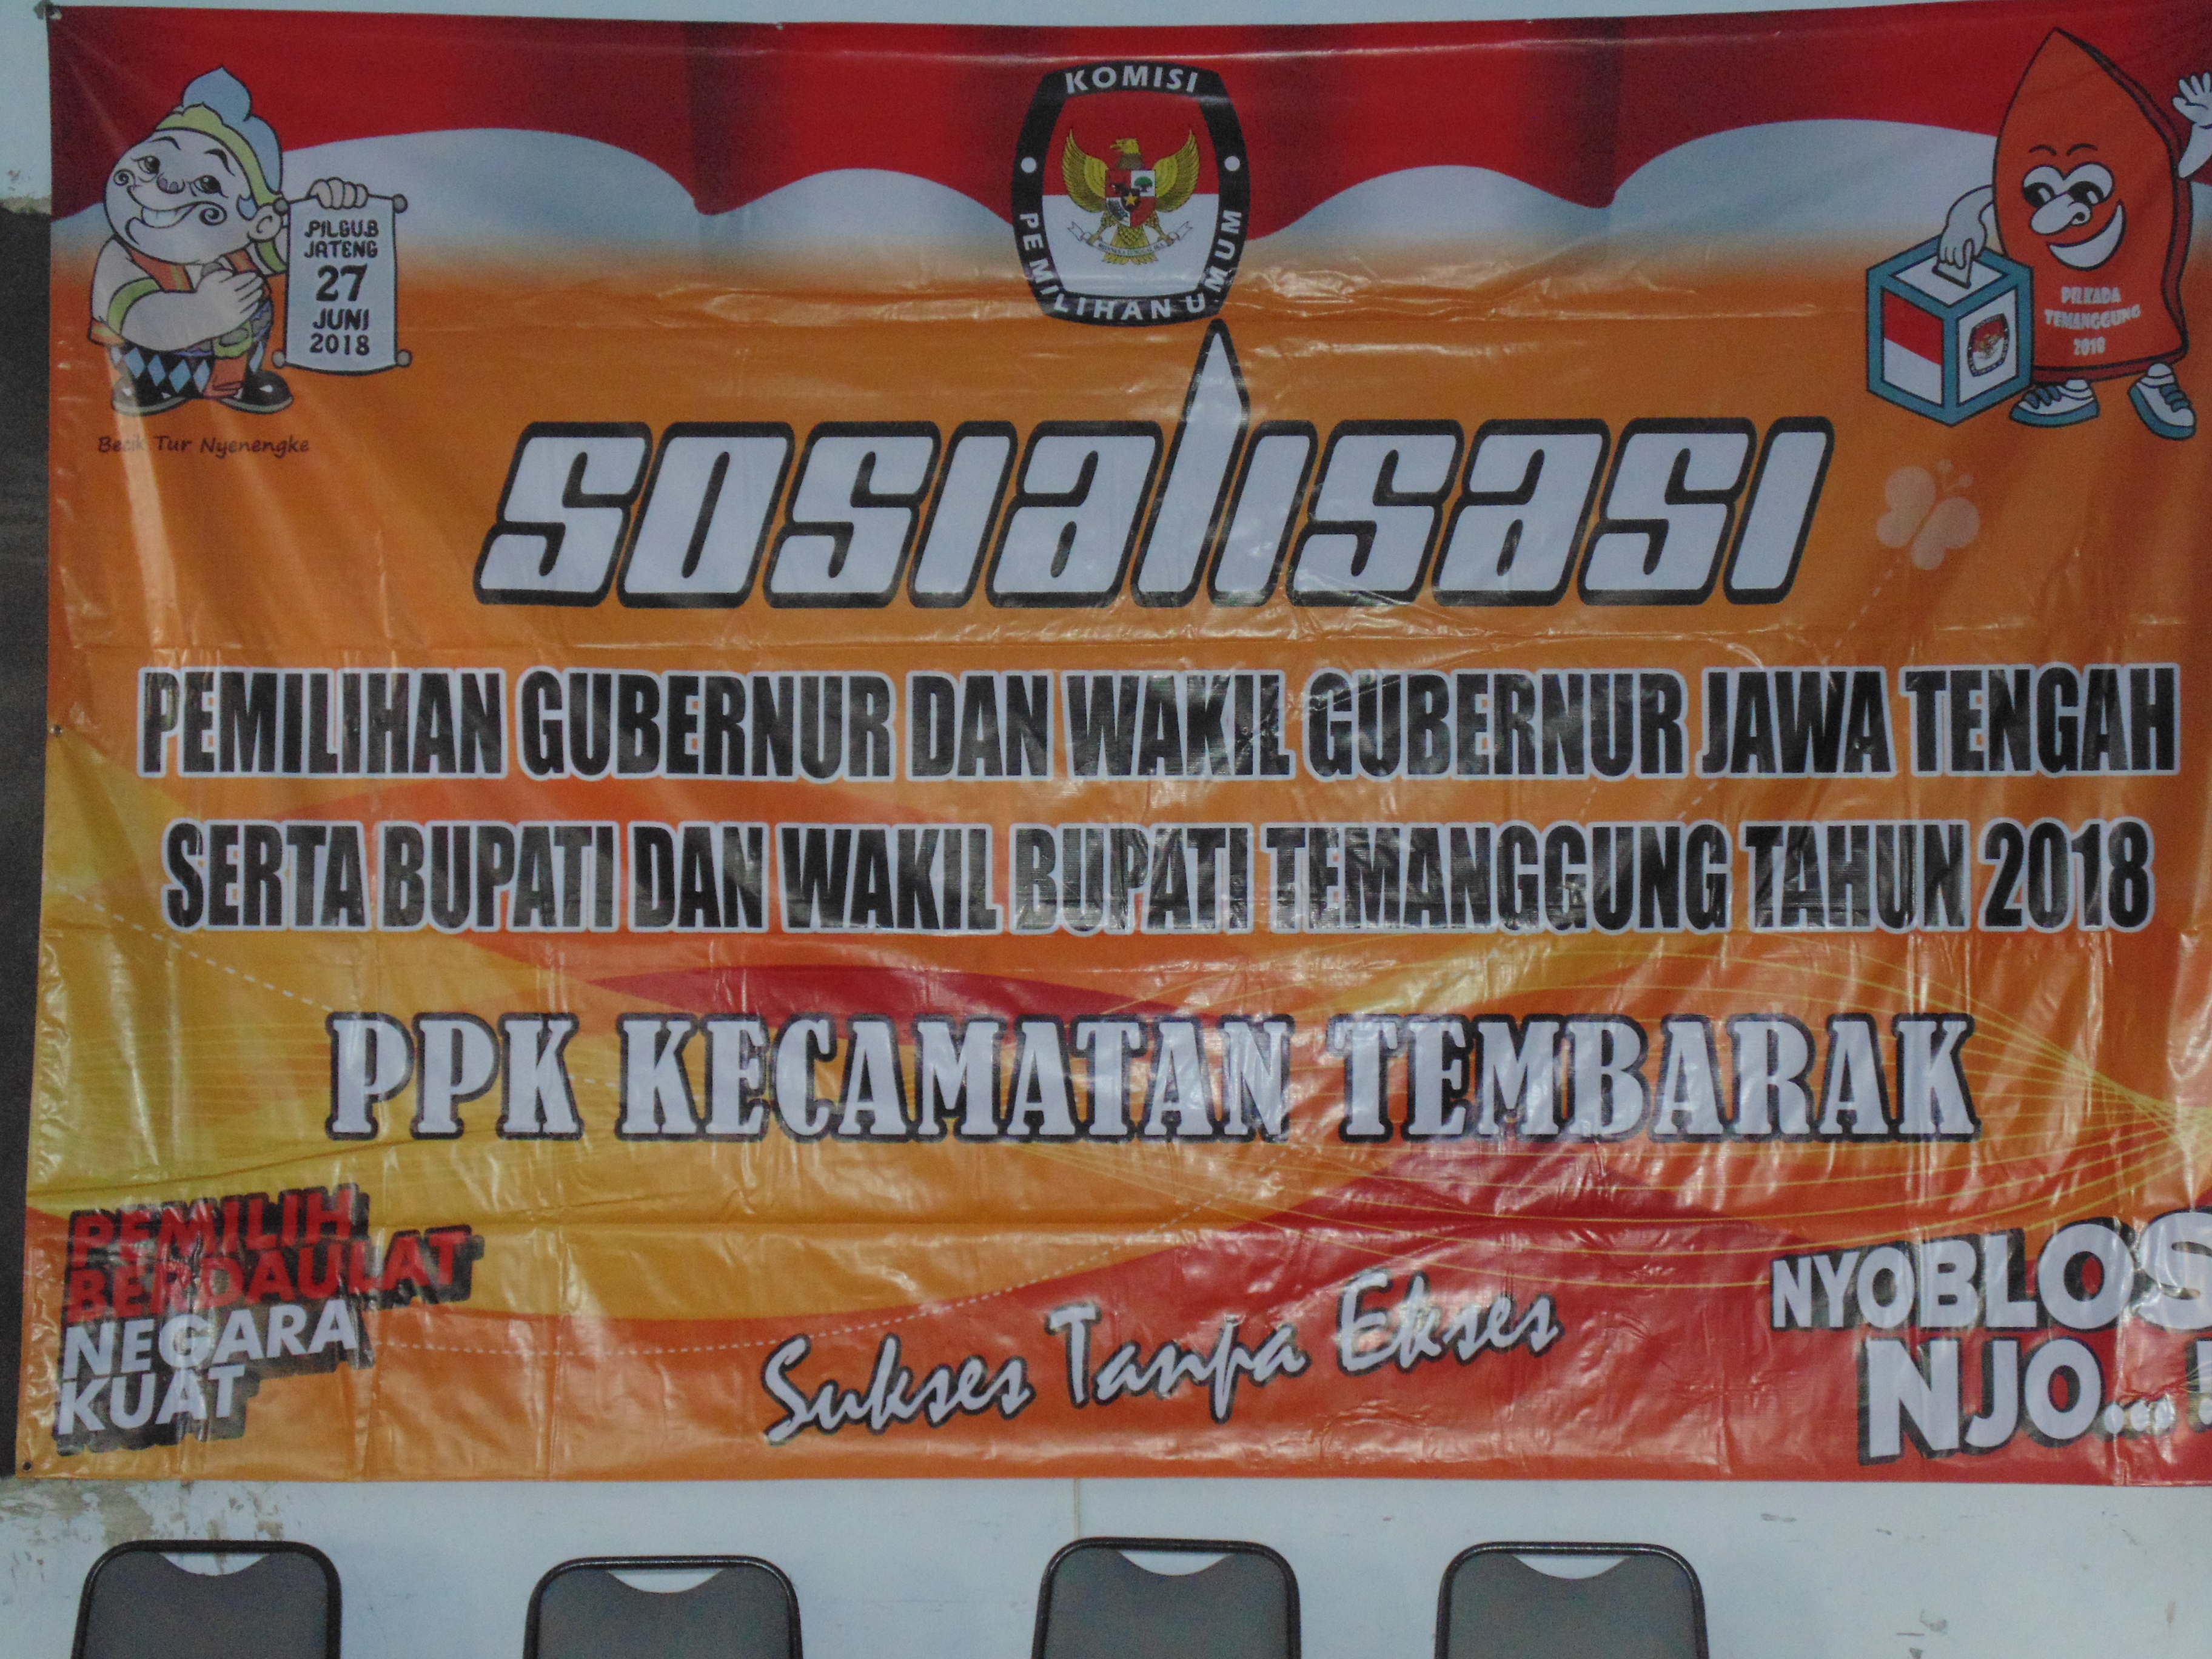 KOMISI
PEMILIHAN UMUM
PILGUB
JATENG
27
JUNI
2018
Becik Tur Nyenengke
PILKADA
TEMANGGUNG
2018
sosialisasi
PEMILIHAN GUBERNUR DAN WAKIL GUBERNUR JAWA TENGAH
SERTA BUPATI DAN WAKIL BUPATI TEMANGGUNG TAHUN 2018
PPK KECAMATAN TEMBARAK
PEMILIH
BERDAULAT
NEGARA
KUAT
Sukses Tanpa Ekses
NYOBLOS
NJO...!